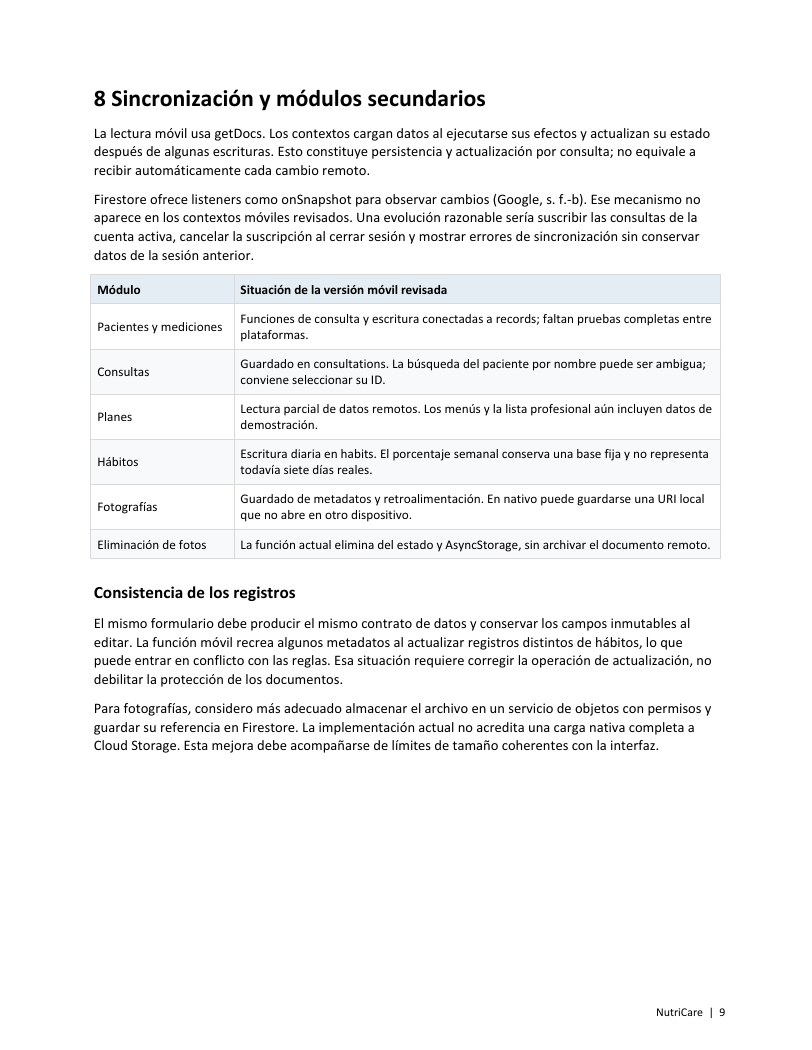 8 Sincronización y módulos secundarios
La lectura móvil usa getDocs. Los contextos cargan datos al ejecutarse sus efectos y actualizan su estado
después de algunas escrituras. Esto constituye persistencia y actualización por consulta; no equivale a
recibir automáticamente cada cambio remoto.
Firestore ofrece listeners como onSnapshot para observar cambios (Google, s. f.-b). Ese mecanismo no
aparece en los contextos móviles revisados. Una evolución razonable sería suscribir las consultas de la
cuenta activa, cancelar la suscripción al cerrar sesión y mostrar errores de sincronización sin conservar
datos de la sesión anterior.
Módulo Situación de la versión móvil revisada
Pacientes y mediciones Funciones de consulta y escritura conectadas a records; faltan pruebas completas entre
plataformas.
Consultas Guardado en consultations. La búsqueda del paciente por nombre puede ser ambigua;
conviene seleccionar su ID.
Planes Lectura parcial de datos remotos. Los menús y la lista profesional aún incluyen datos de
demostración.
Hábitos Escritura diaria en habits. El porcentaje semanal conserva una base fija y no representa
todavía siete días reales.
Fotografías Guardado de metadatos y retroalimentación. En nativo puede guardarse una URI local
que no abre en otro dispositivo.
Eliminación de fotos La función actual elimina del estado y AsyncStorage, sin archivar el documento remoto.
Consistencia de los registros
El mismo formulario debe producir el mismo contrato de datos y conservar los campos inmutables al
editar. La función móvil recrea algunos metadatos al actualizar registros distintos de hábitos, lo que
puede entrar en conflicto con las reglas. Esa situación requiere corregir la operación de actualización, no
debilitar la protección de los documentos.
Para fotografías, considero más adecuado almacenar el archivo en un servicio de objetos con permisos y
guardar su referencia en Firestore. La implementación actual no acredita una carga nativa completa a
Cloud Storage. Esta mejora debe acompañarse de límites de tamaño coherentes con la interfaz.
NutriCare | 9